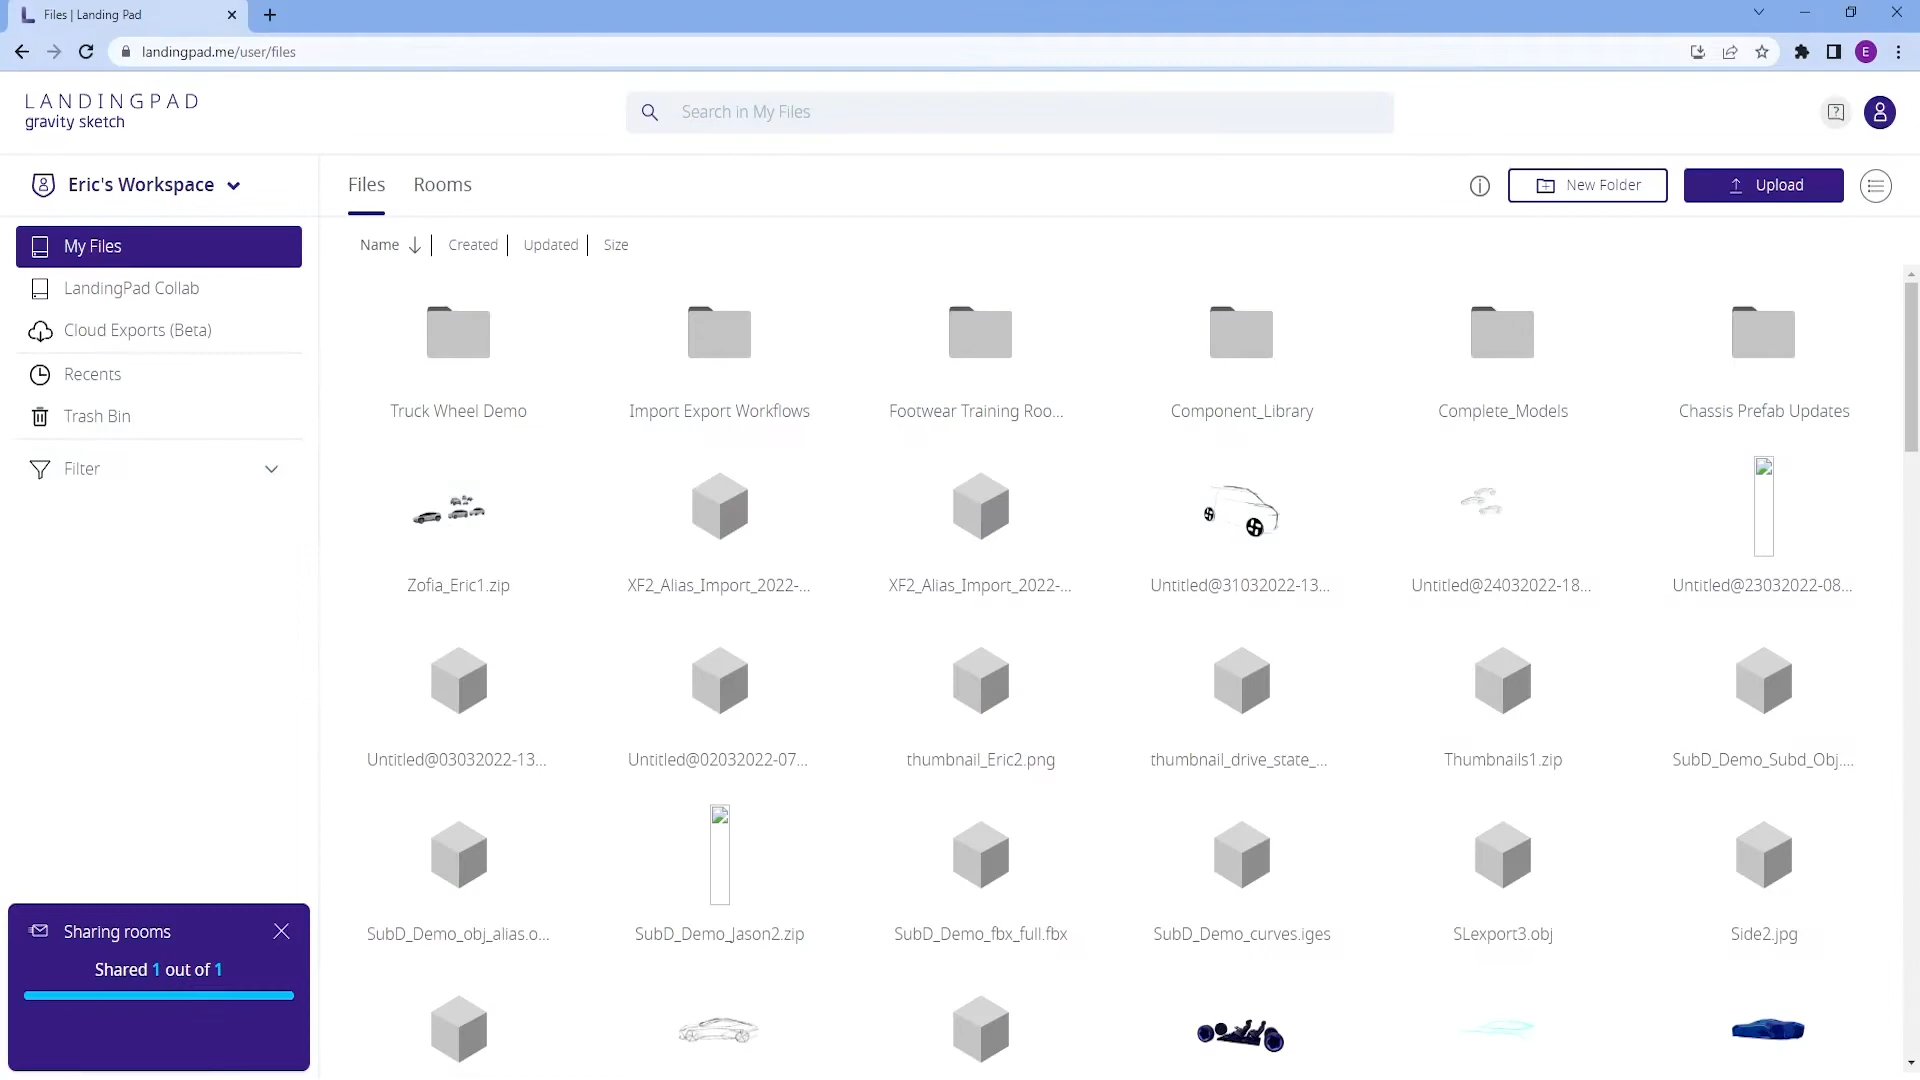 Files | Landing Pad
landingpad.me/user/files
E
LANDINGPAD
gravity sketch
Search in My Files
Eric's Workspace
Files
Rooms
New Folder
Upload
My Files
LandingPad Collab
Cloud Exports (Beta)
Recents
Trash Bin
Filter
Name
Created
Updated
Size
Truck Wheel Demo
Import Export Workflows
Footwear Training Roo...
Component_Library
Complete_Models
Chassis Prefab Updates
Zofia_Eric1.zip
XF2_Alias_Import_2022-...
XF2_Alias_Import_2022-...
Untitled@31032022-13...
Untitled@24032022-18...
Untitled@23032022-08...
Untitled@03032022-13...
Untitled@02032022-07...
thumbnail_Eric2.png
thumbnail_drive_state_...
Thumbnails1.zip
SubD_Demo_Subd_Obj....
SubD_Demo_obj_alias.o...
SubD_Demo_Jason2.zip
SubD_Demo_fbx_full.fbx
SubD_Demo_curves.iges
SLexport3.obj
Side2.jpg
Sharing rooms
Shared 1 out of 1